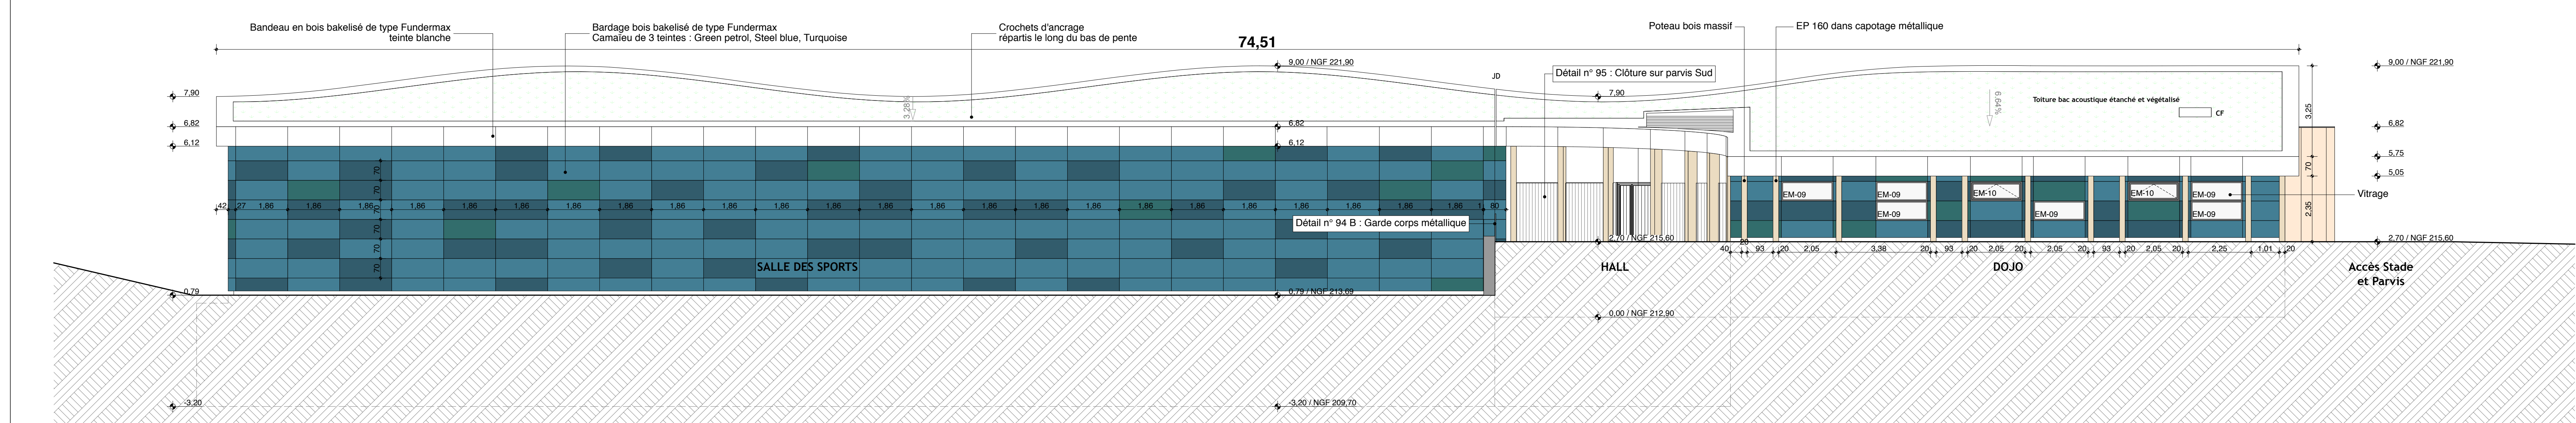 Bandeau en bois bakelisé de type Fundermax
teinte blanche
Bardage bois bakelisé de type Fundermax
Camaïeu de 3 teintes : Green petrol, Steel blue, Turquoise
Crochets d'ancrage
répartis le long du bas de pente
Poteau bois massif
EP 160 dans capotage métallique
74,51
9,00 / NGF 221,90
9,00 / NGF 221,90
Détail n° 95 : Clôture sur parvis Sud
JD
7,90
7,90
3,28%
6,64%
Toiture bac acoustique étanché et végétalisé
CF
3,25
6,82
6,82
6,82
6,12
6,12
5,75
70
5,05
70
70
70
70
70
70
EM-09
EM-09
EM-10
EM-10
EM-09
EM-09
EM-09
EM-09
Vitrage
2,35
42 27 1,86 1,86 1,86 1,86 1,86 1,86 1,86 1,86 1,86 1,86 1,86 1,86 1,86 1,86 1,86 1,86 1,86 1,86 1,86 1,86 1,86 1,86 1,86 1,86 80
Détail n° 94 B : Garde corps métallique
2,70 / NGF 215,60
2,70 / NGF 215,60
40 20 93 20 2,05 3,38 20 93 20 2,05 20 2,05 20 93 20 2,05 20 2,25 1,01 20
SALLE DES SPORTS
HALL
DOJO
Accès Stade
et Parvis
0,79
0,79 / NGF 213,69
0,00 / NGF 212,90
-3,20
-3,20 / NGF 209,70